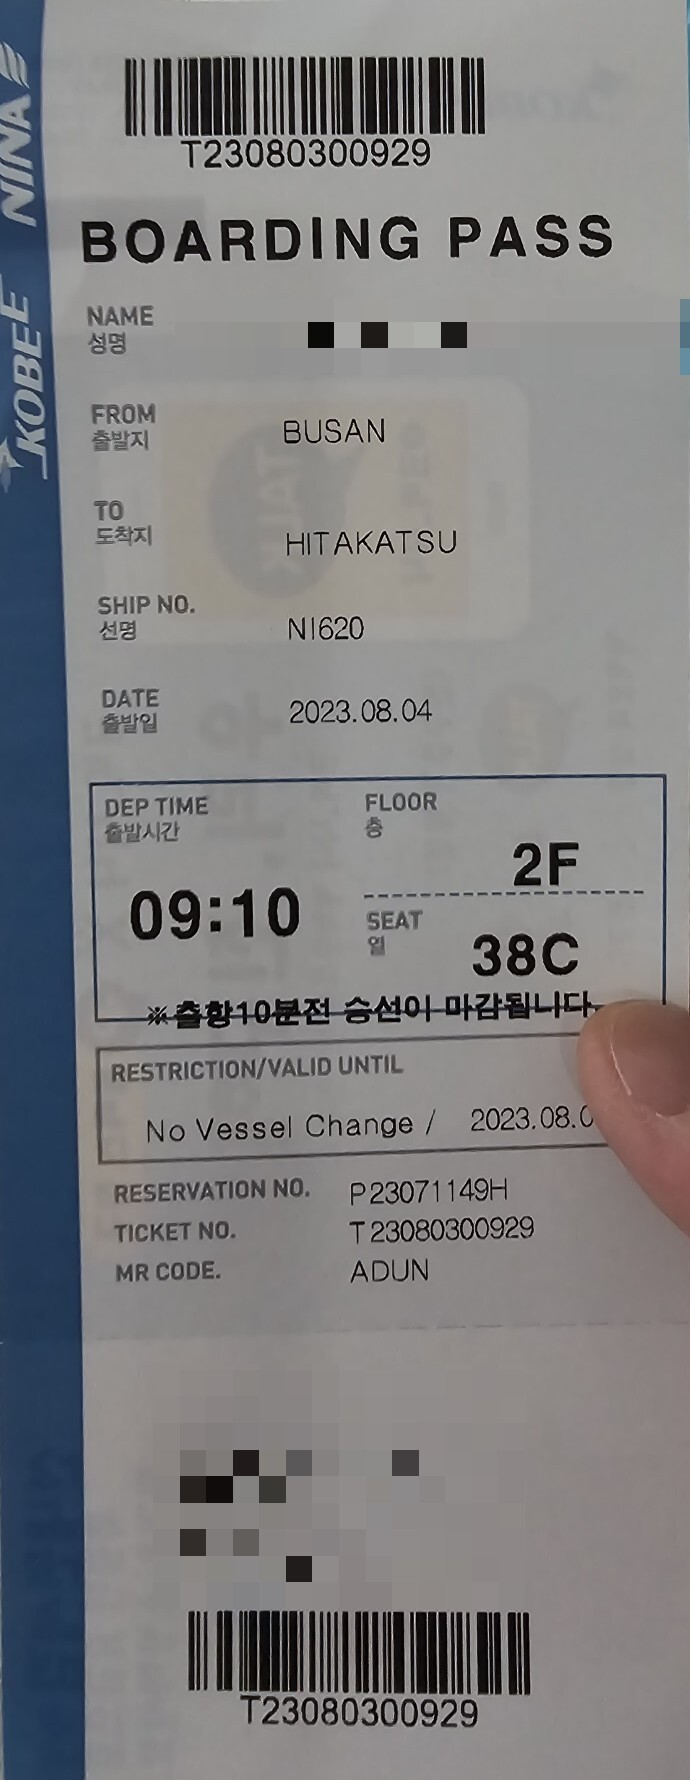 NINA
KOBEE
T23080300929
BOARDING PASS
NAME
성명
FROM
출발지
BUSAN
TO
도착지
HITAKATSU
SHIP NO.
선명
NI620
DATE
출발일
2023.08.04
DEP TIME
출발시간
09:10
FLOOR
층
2F
SEAT
열
38C
※출항10분전 승선이 마감됩니다.
RESTRICTION/VALID UNTIL
No Vessel Change / 2023.08.0
RESERVATION NO. P23071149H
TICKET NO. T23080300929
MR CODE. ADUN
T23080300929